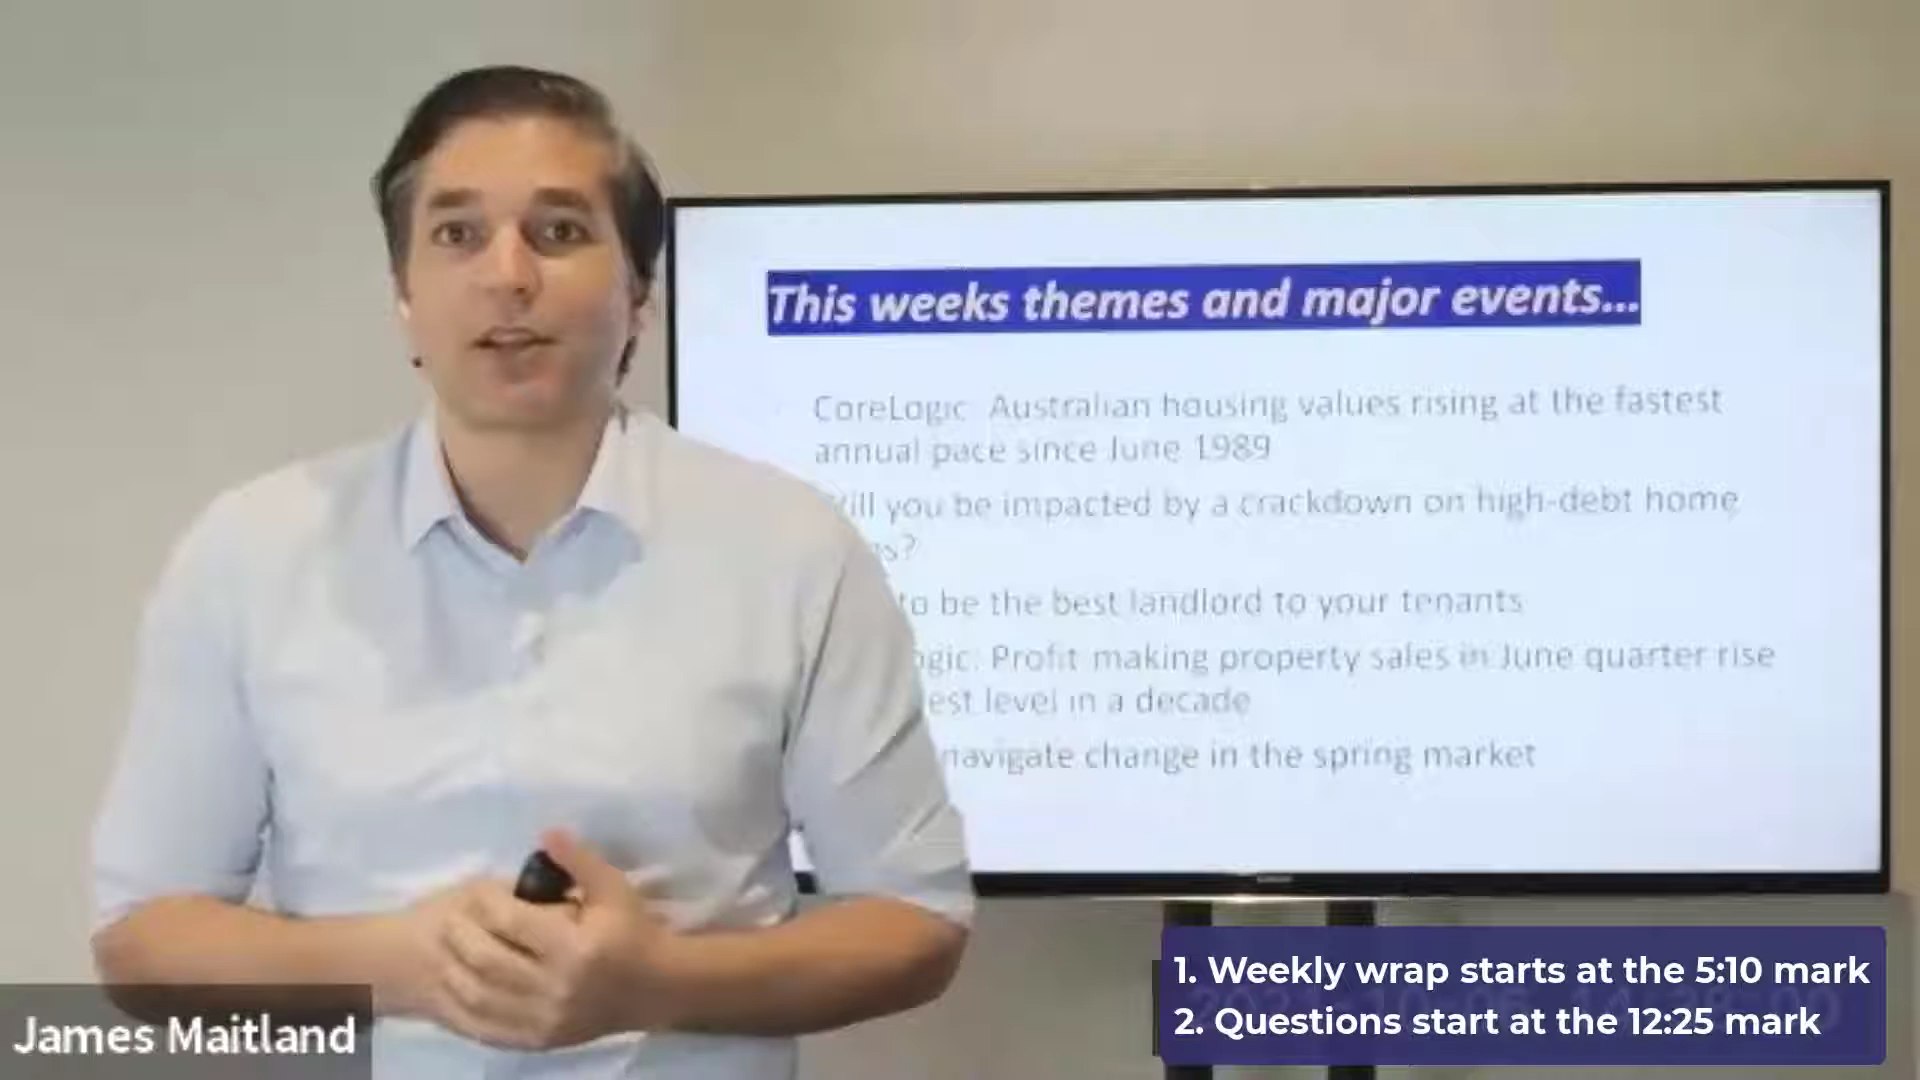 This weeks themes and major events...
CoreLogic: Australian housing values rising at the fastest
annual pace since June 1989
you be impacted by a crackdown on high-debt home
to be the best landlord to your tenants
Profit making property sales in June quarter rise
level in a decade
navigate change in the spring market
1. Weekly wrap starts at the 5:10 mark
2. Questions start at the 12:25 mark
James Maitland